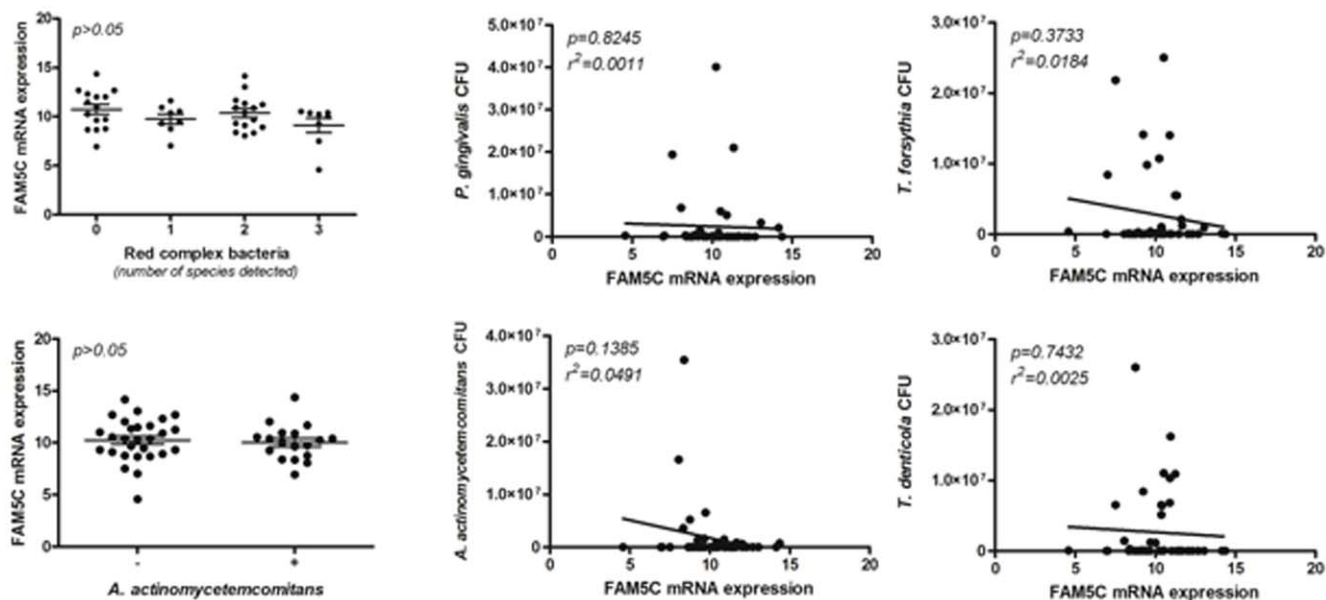 FAM5C mRNA expression
20
15
10
5
0
p>0.05
0 1 2 3
Red complex bacteria
(number of species detected)
P. gingivalis CFU
5.0×10⁷
4.0×10⁷
3.0×10⁷
2.0×10⁷
1.0×10⁷
0
p=0.8245
r²=0.0011
0 5 10 15 20
FAM5C mRNA expression
T. forsythia CFU
3.0×10⁷
2.0×10⁷
1.0×10⁷
0
p=0.3733
r²=0.0184
0 5 10 15 20
FAM5C mRNA expression
FAM5C mRNA expression
20
15
10
5
0
p>0.05
- +
A. actinomycetemcomitans
A. actinomycetemcomitans CFU
4.0×10⁷
3.0×10⁷
2.0×10⁷
1.0×10⁷
0
p=0.1385
r²=0.0491
0 5 10 15 20
FAM5C mRNA expression
T. denticola CFU
3.0×10⁷
2.0×10⁷
1.0×10⁷
0
p=0.7432
r²=0.0025
0 5 10 15 20
FAM5C mRNA expression